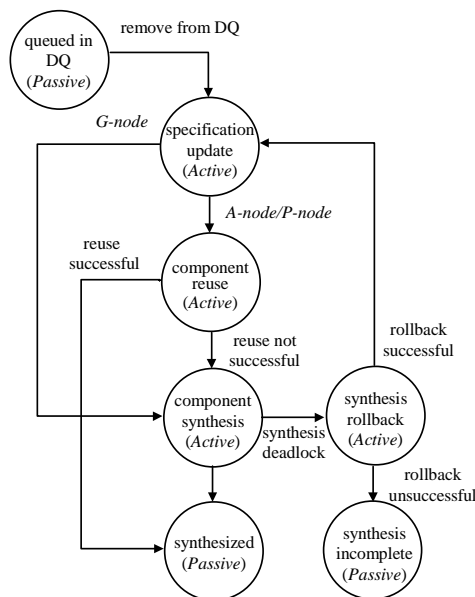 remove from DQ
queued in
DQ
(Passive)
G-node
specification
update
(Active)
A-node/P-node
reuse
successful
component
reuse
(Active)
reuse not
successful
rollback
successful
component
synthesis
(Active)
synthesis
deadlock
synthesis
rollback
(Active)
rollback
unsuccessful
synthesized
(Passive)
synthesis
incomplete
(Passive)